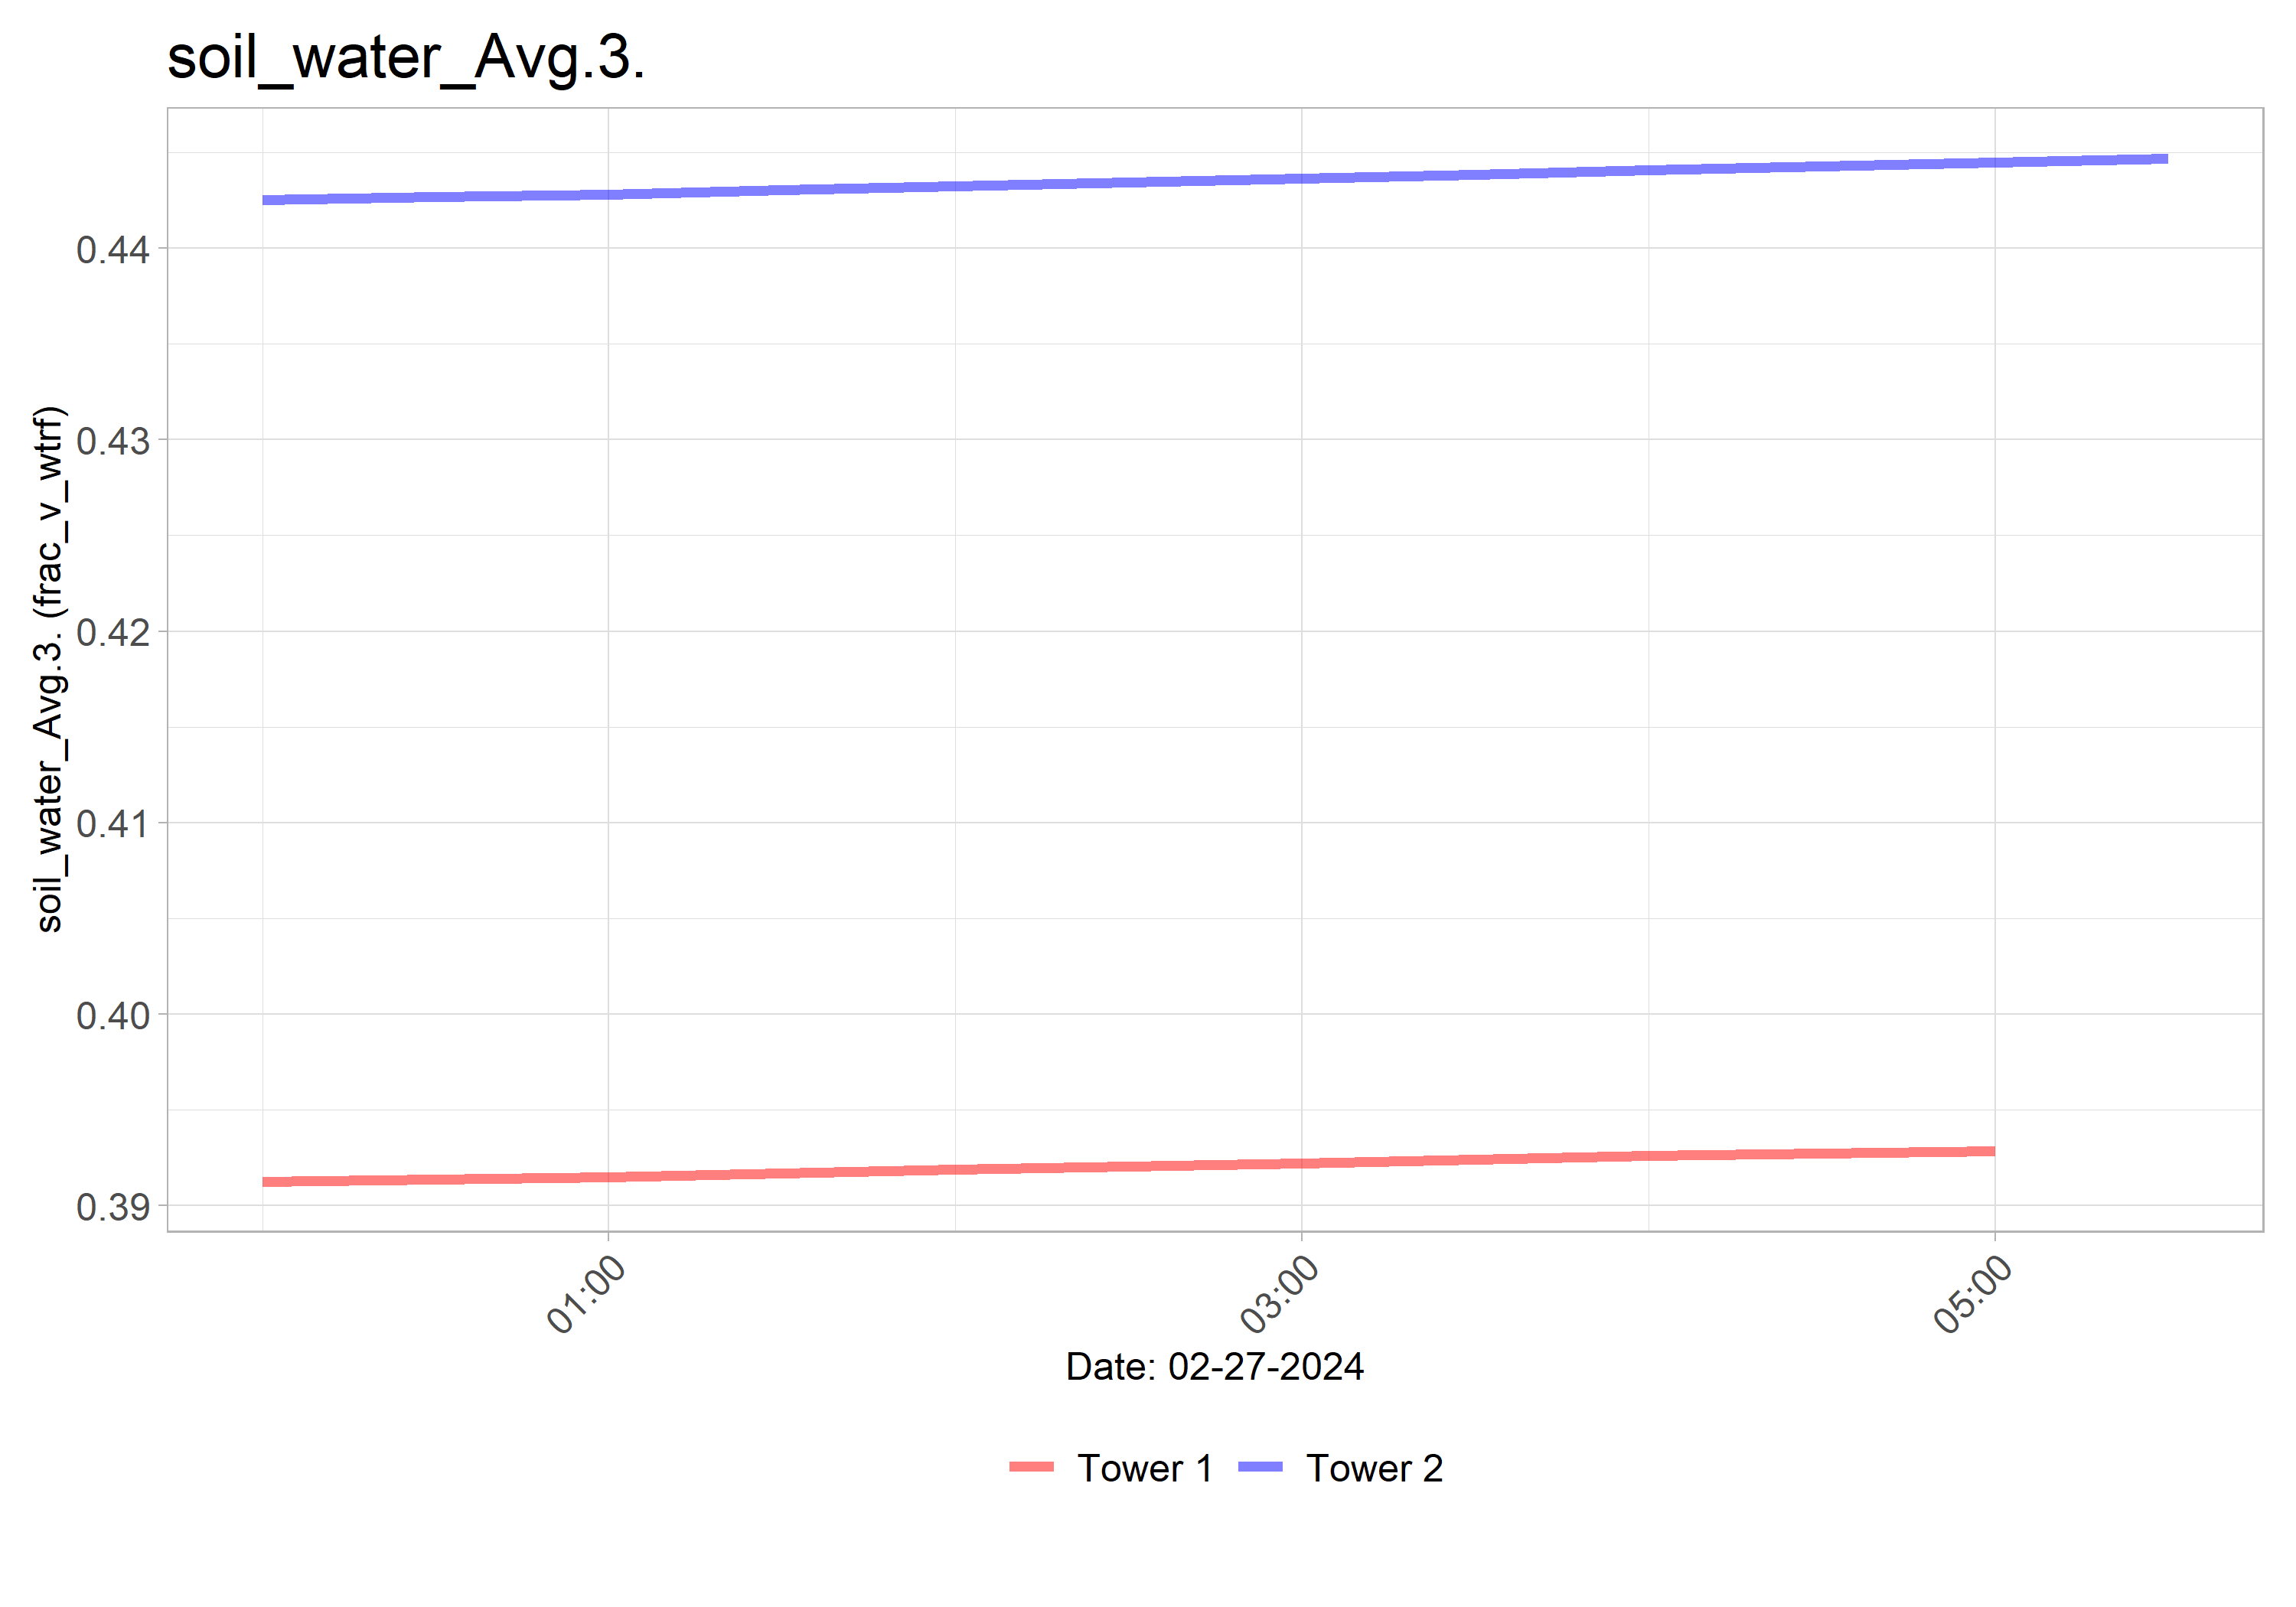 soil_water_Avg.3.
soil_water_Avg.3. (frac_v_wtrf)
0.44
0.43
0.42
0.41
0.40
0.39
01:00
03:00
05:00
Date: 02-27-2024
Tower 1
Tower 2